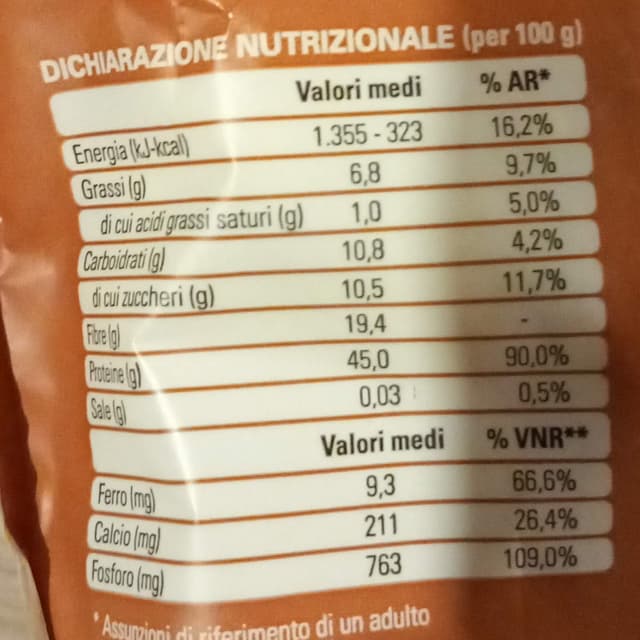 DICHIARAZIONE NUTRIZIONALE (per 100 g)
Valori medi % AR*
Energia (kJ-kcal) 1.355 - 323 16,2%
Grassi (g) 6,8 9,7%
di cui acidi grassi saturi (g) 1,0 5,0%
Carboidrati (g) 10,8 4,2%
di cui zuccheri (g) 10,5 11,7%
Fibre (g) 19,4 -
Proteine (g) 45,0 90,0%
Sale (g) 0,03 0,5%
Valori medi % VNR**
Ferro (mg) 9,3 66,6%
Calcio (mg) 211 26,4%
Fosforo (mg) 763 109,0%
*Assunzioni di riferimento di un adulto